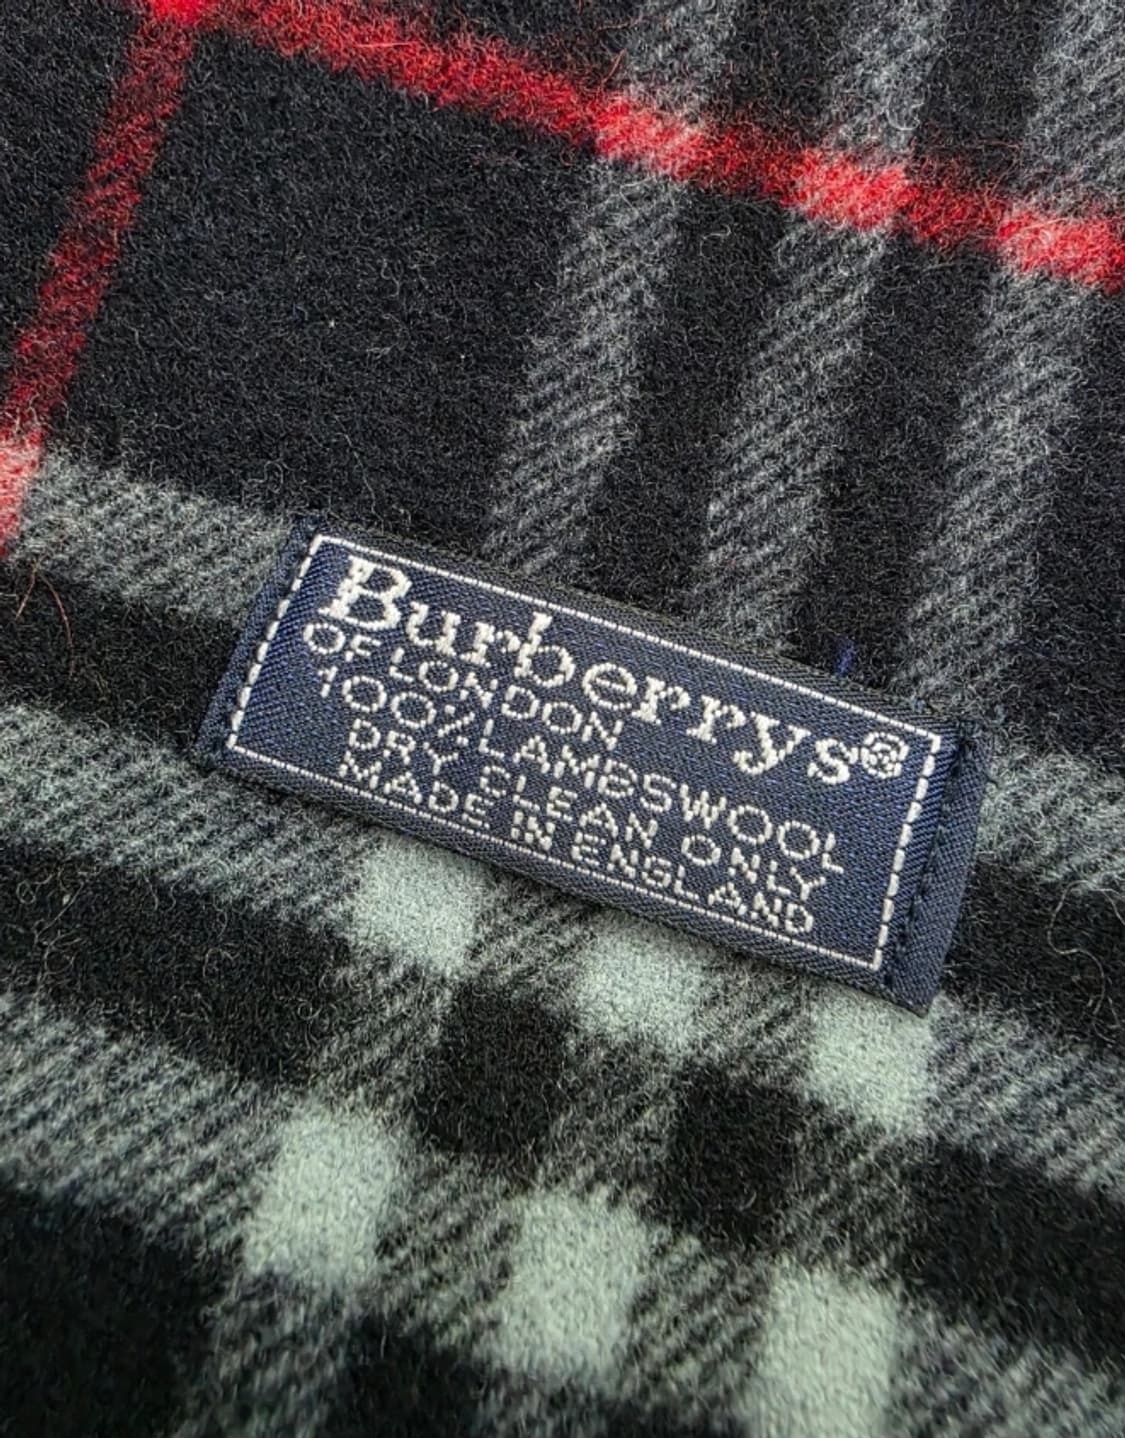 Burberrys®
OF LONDON
100% LAMBSWOOL
DRY CLEAN ONLY
MADE IN ENGLAND